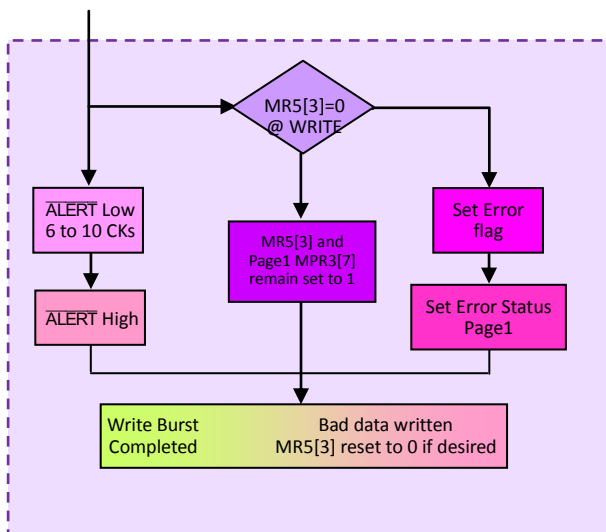 MR5[3]=0
@ WRITE
A̅L̅E̅R̅T̅ Low
6 to 10 CKs
MR5[3] and
Page1 MPR3[7]
remain set to 1
Set Error
flag
A̅L̅E̅R̅T̅ High
Set Error Status
Page1
Write Burst
Completed
Bad data written
MR5[3] reset to 0 if desired